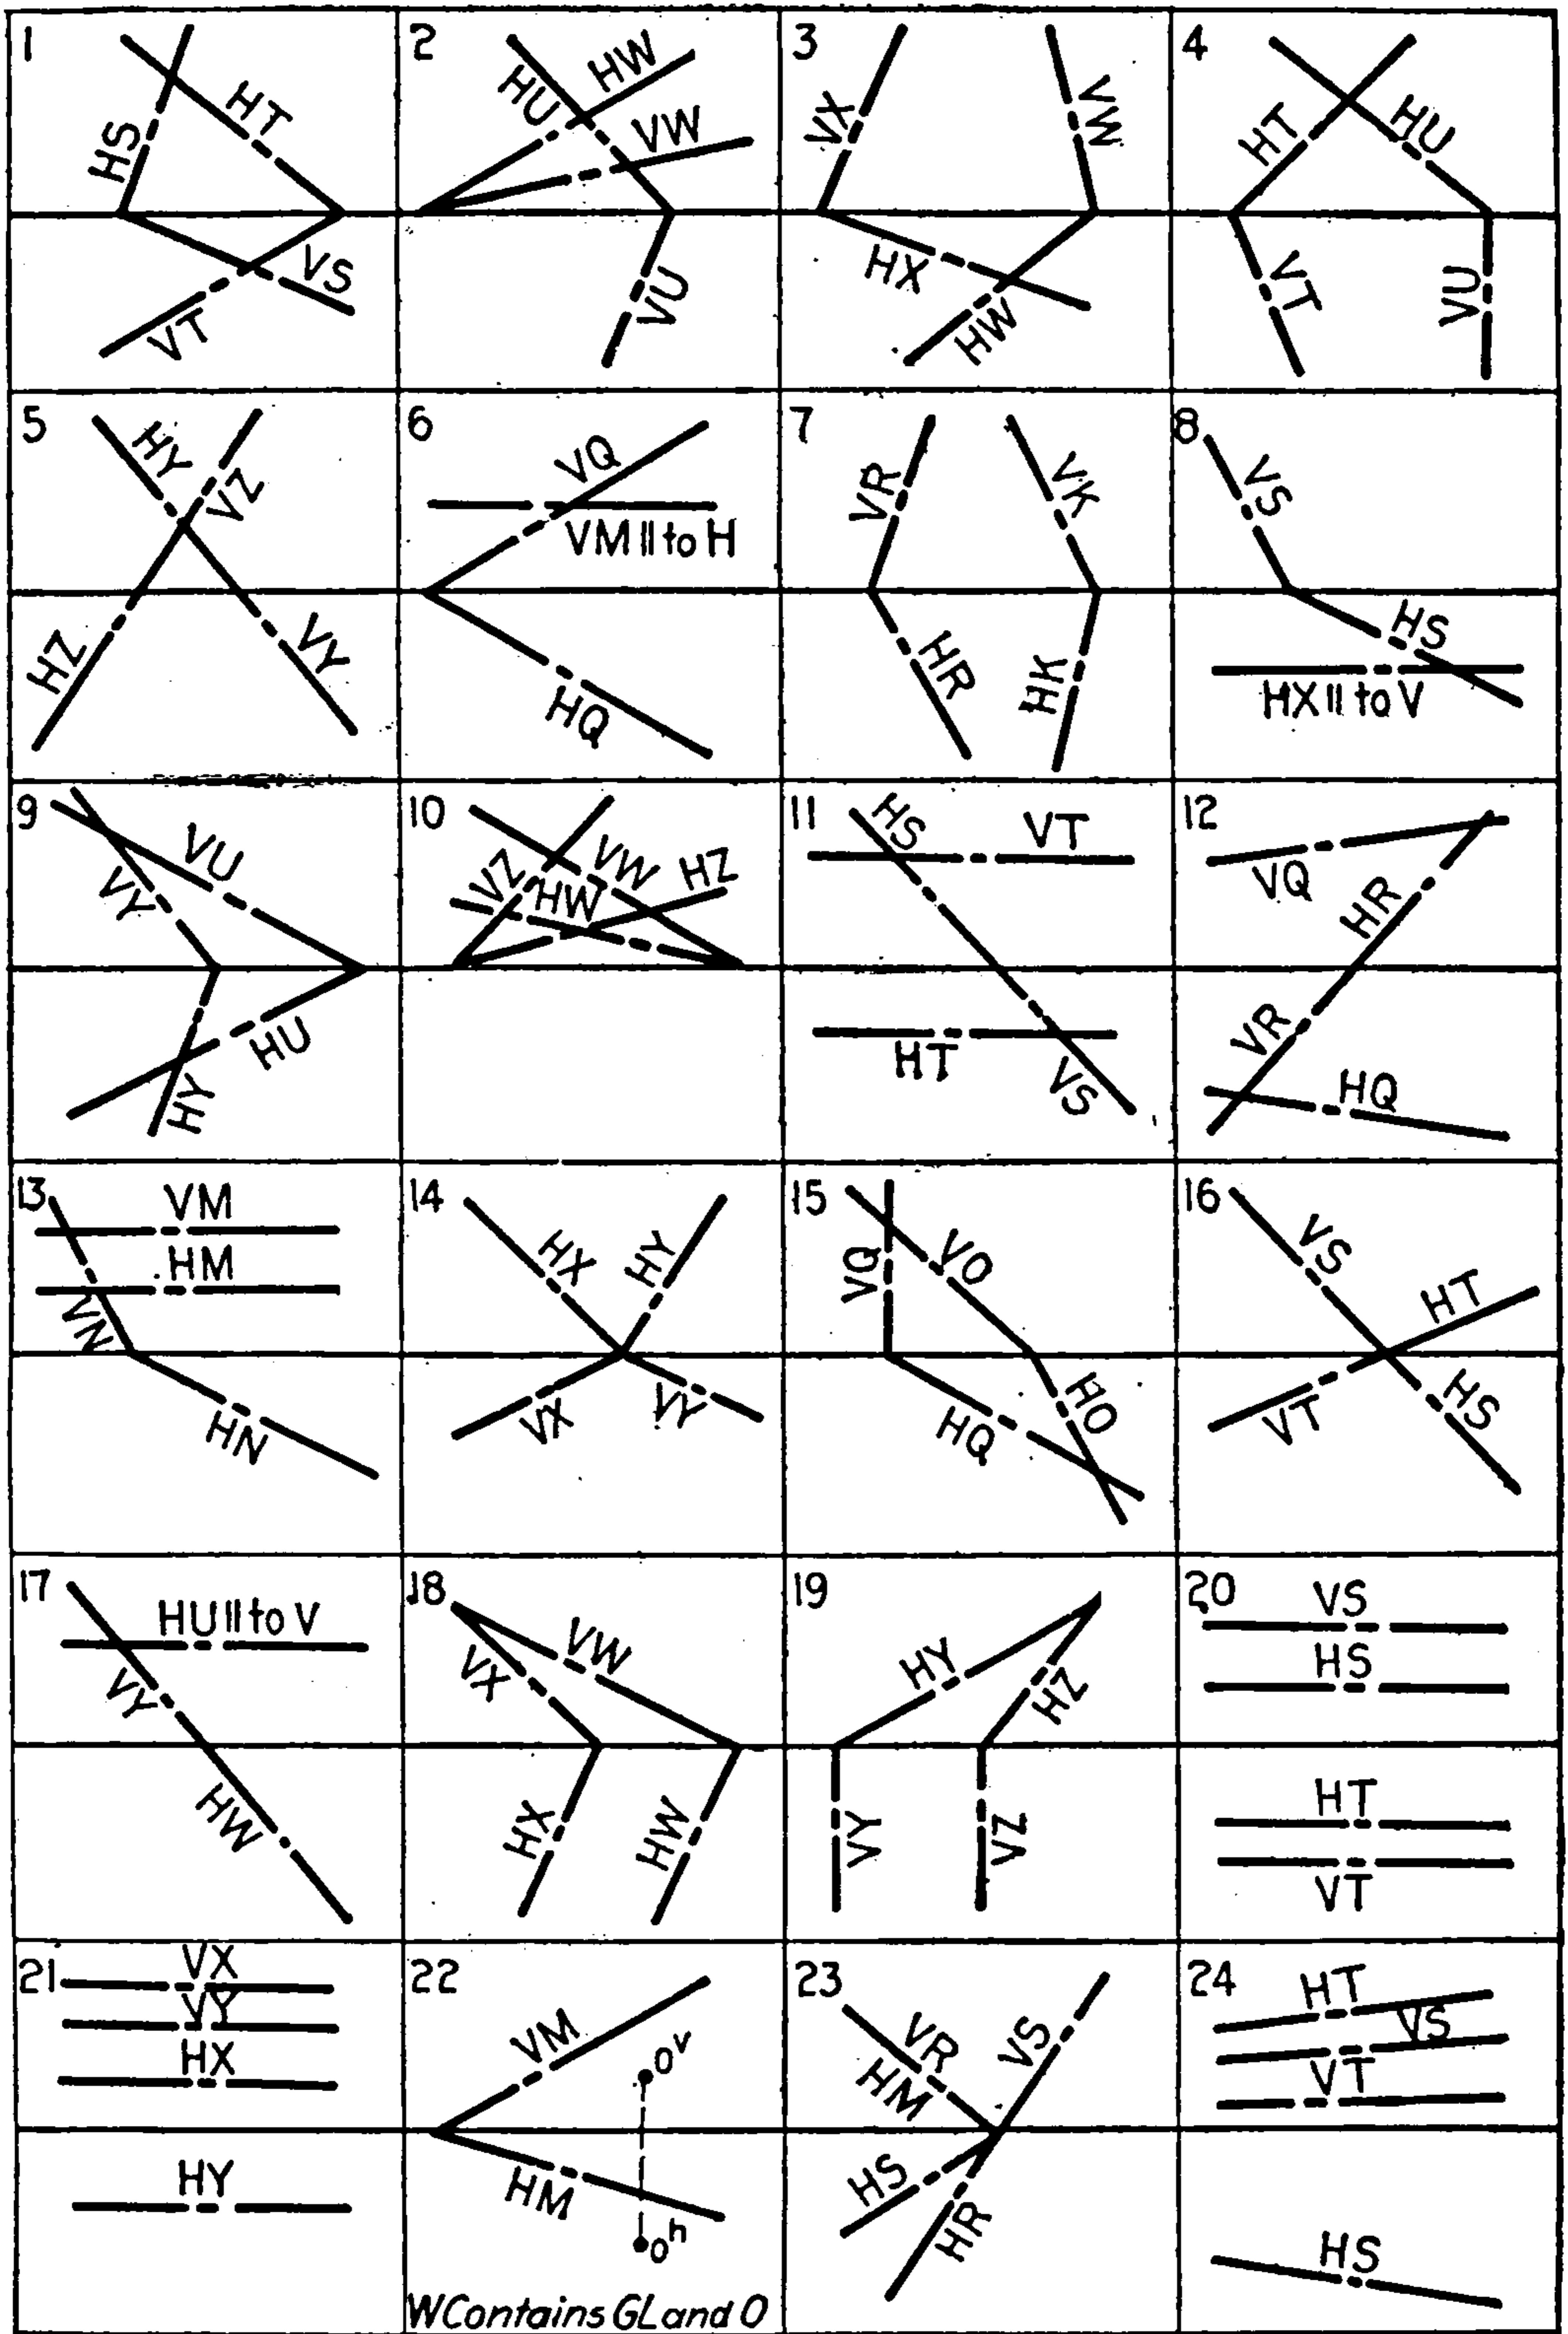 1
HS
HT
VS
VT
2
HU
HW
VW
VU
3
VX
VW
HX
HW
4
HT
HU
VT
VU
5
HY
VZ
HZ
VY
6
VQ
VM || to H
HQ
7
VR
VK
HR
HK
8
VS
HS
HX || to V
9
VU
VY
HU
HY
10
VZ
VW
HW
HZ
11
HS
VT
HT
VS
12
VQ
HR
VR
HQ
13
VM
HM
VN
HN
14
HX
HY
VX
VY
15
VQ
VO
HQ
HO
16
VS
HT
VT
HS
17
HU || to V
VY
HW
18
VW
VX
HX
HW
19
HY
HZ
VY
VZ
20
VS
HS
HT
VT
21
VX
VY
HX
HY
22
VM
O^v
HM
O^h
W Contains GL and O
23
VR
HM
VS
HS
HR
24
HT
VS
VT
HS